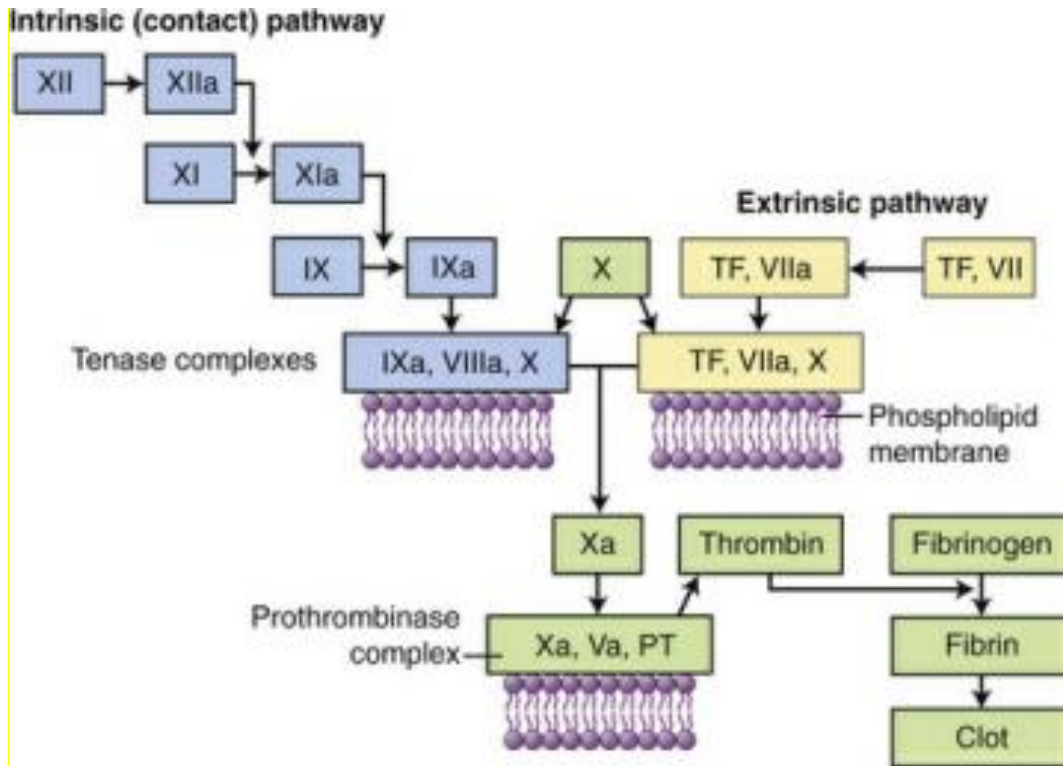 Intrinsic (contact) pathway
XII
XIIa
XI
XIa
Extrinsic pathway
IX
IXa
X
TF, VIIa
TF, VII
Tenase complexes
IXa, VIIIa, X
TF, VIIa, X
Phospholipid
membrane
Xa
Thrombin
Fibrinogen
Prothrombinase
complex
Xa, Va, PT
Fibrin
Clot